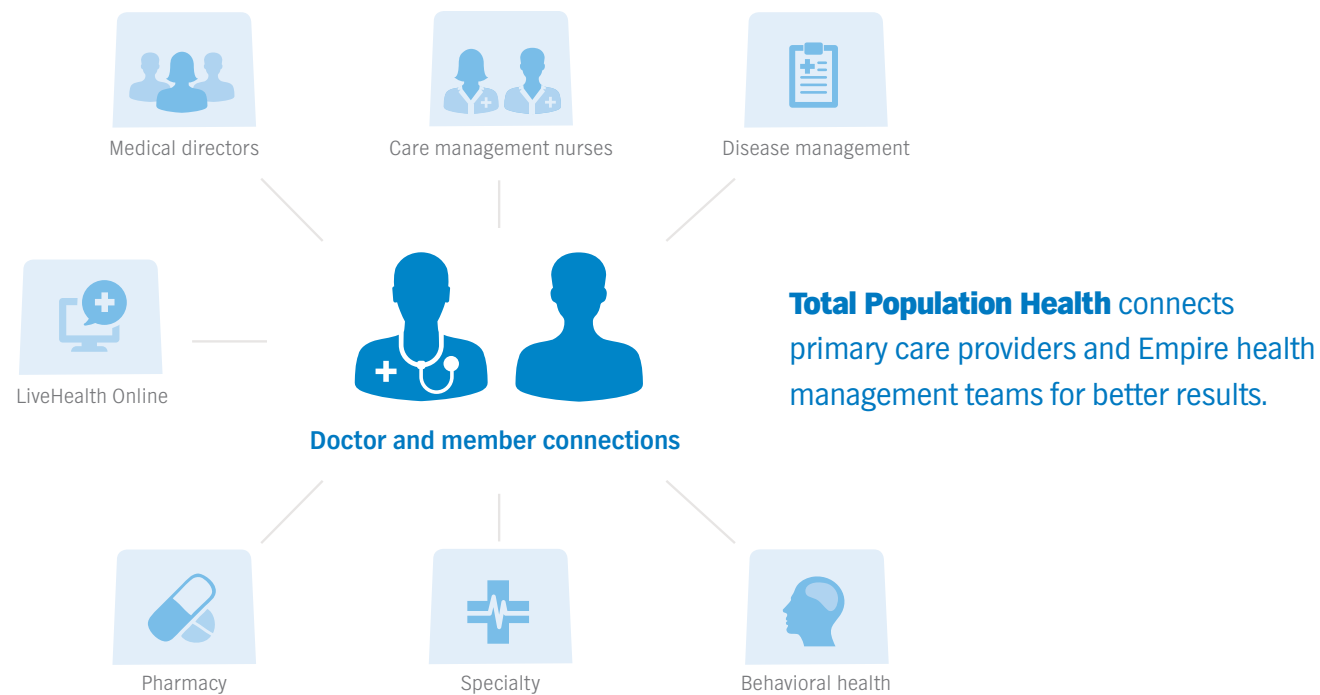 Medical directors
Care management nurses
Disease management
LiveHealth Online
Doctor and member connections
Total Population Health connects
primary care providers and Empire health
management teams for better results.
Pharmacy
Specialty
Behavioral health